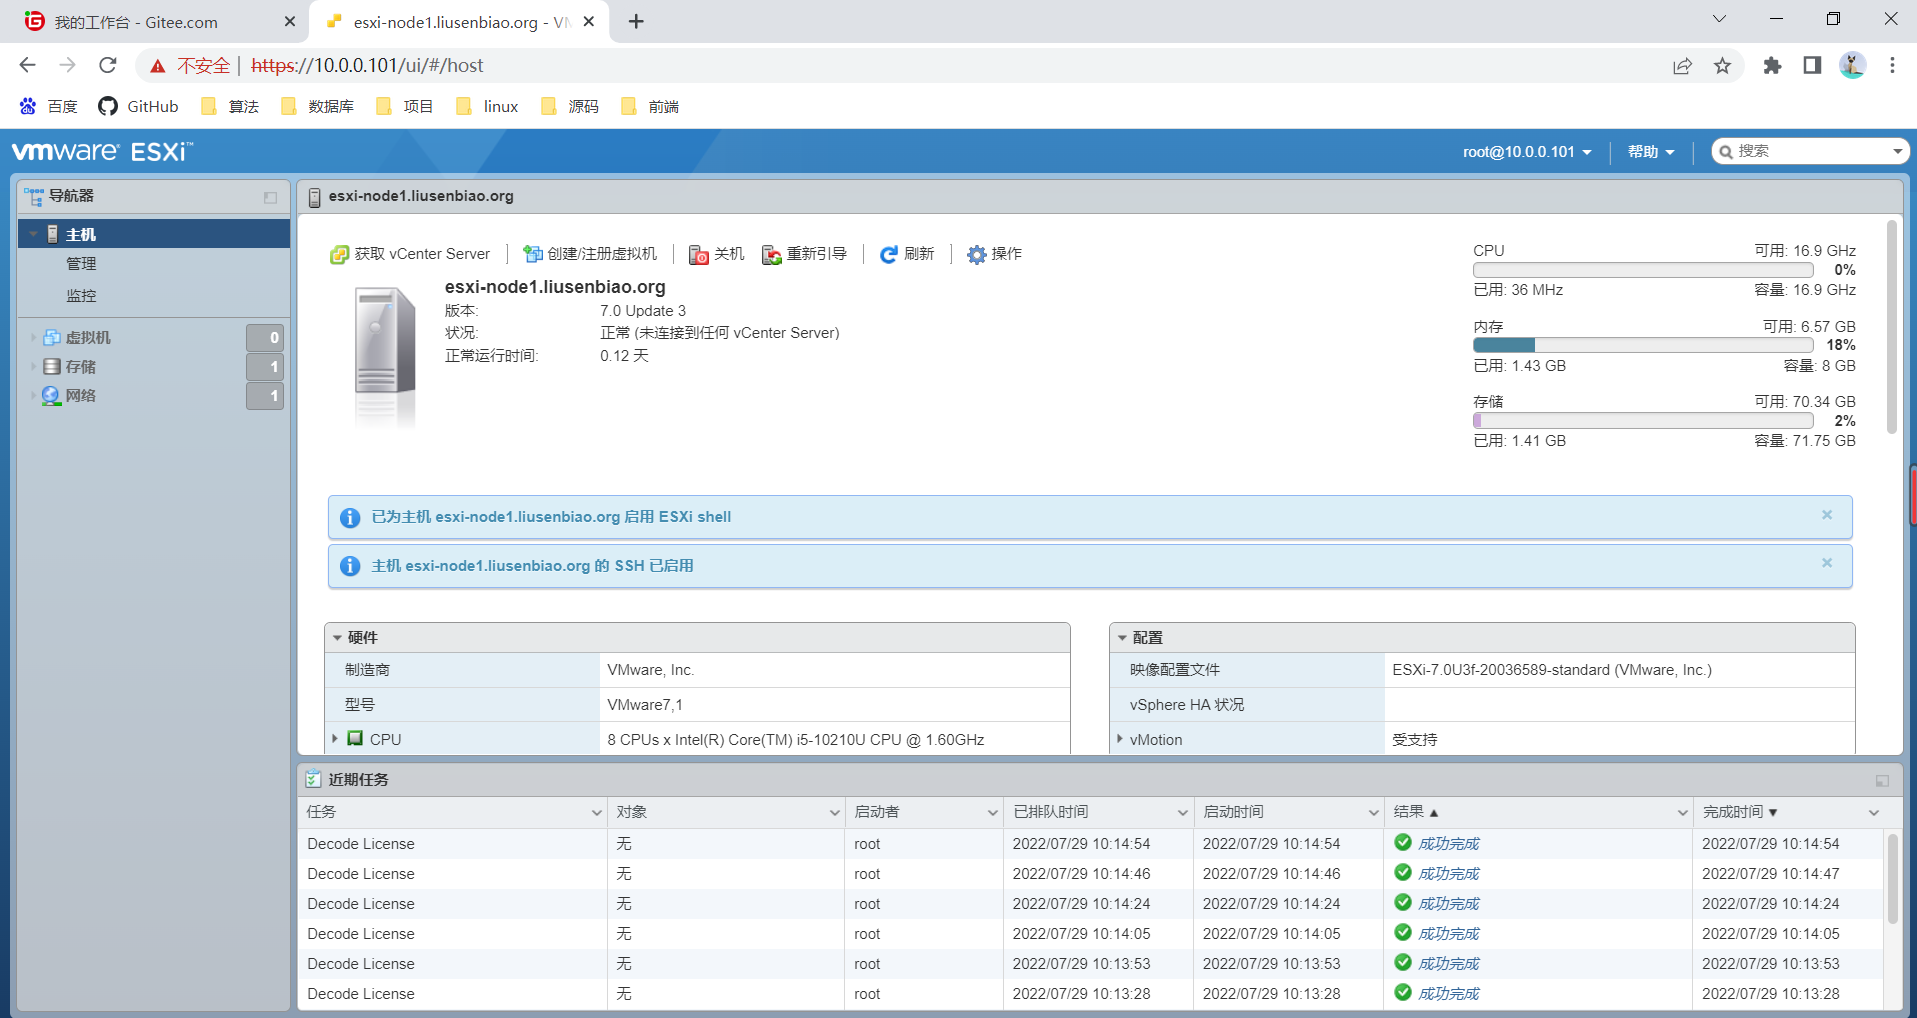 我的工作台 - Gitee.com
esxi-node1.liusenbiao.org - VM
不安全 | https://10.0.0.101/ui/#/host
百度 GitHub 算法 数据库 项目 linux 源码 前端
vmware® ESXi™
root@10.0.0.101 帮助 搜索
导航器
主机
管理
监控
虚拟机 0
存储 1
网络 1
esxi-node1.liusenbiao.org
获取 vCenter Server 创建/注册虚拟机 关机 重新引导 刷新 操作
esxi-node1.liusenbiao.org
版本: 7.0 Update 3
状况: 正常 (未连接到任何 vCenter Server)
正常运行时间: 0.12 天
CPU 可用: 16.9 GHz
0%
已用: 36 MHz 容量: 16.9 GHz
内存 可用: 6.57 GB
18%
已用: 1.43 GB 容量: 8 GB
存储 可用: 70.34 GB
2%
已用: 1.41 GB 容量: 71.75 GB
已为主机 esxi-node1.liusenbiao.org 启用 ESXi shell
主机 esxi-node1.liusenbiao.org 的 SSH 已启用
硬件
制造商 VMware, Inc.
型号 VMware7,1
CPU 8 CPUs x Intel(R) Core(TM) i5-10210U CPU @ 1.60GHz
配置
映像配置文件 ESXi-7.0U3f-20036589-standard (VMware, Inc.)
vSphere HA 状况
vMotion 受支持
近期任务
任务 对象 启动者 已排队时间 启动时间 结果▲ 完成时间▼
Decode License 无 root 2022/07/29 10:14:54 2022/07/29 10:14:54 成功完成 2022/07/29 10:14:54
Decode License 无 root 2022/07/29 10:14:46 2022/07/29 10:14:46 成功完成 2022/07/29 10:14:47
Decode License 无 root 2022/07/29 10:14:24 2022/07/29 10:14:24 成功完成 2022/07/29 10:14:24
Decode License 无 root 2022/07/29 10:14:05 2022/07/29 10:14:05 成功完成 2022/07/29 10:14:05
Decode License 无 root 2022/07/29 10:13:53 2022/07/29 10:13:53 成功完成 2022/07/29 10:13:53
Decode License 无 root 2022/07/29 10:13:28 2022/07/29 10:13:28 成功完成 2022/07/29 10:13:28